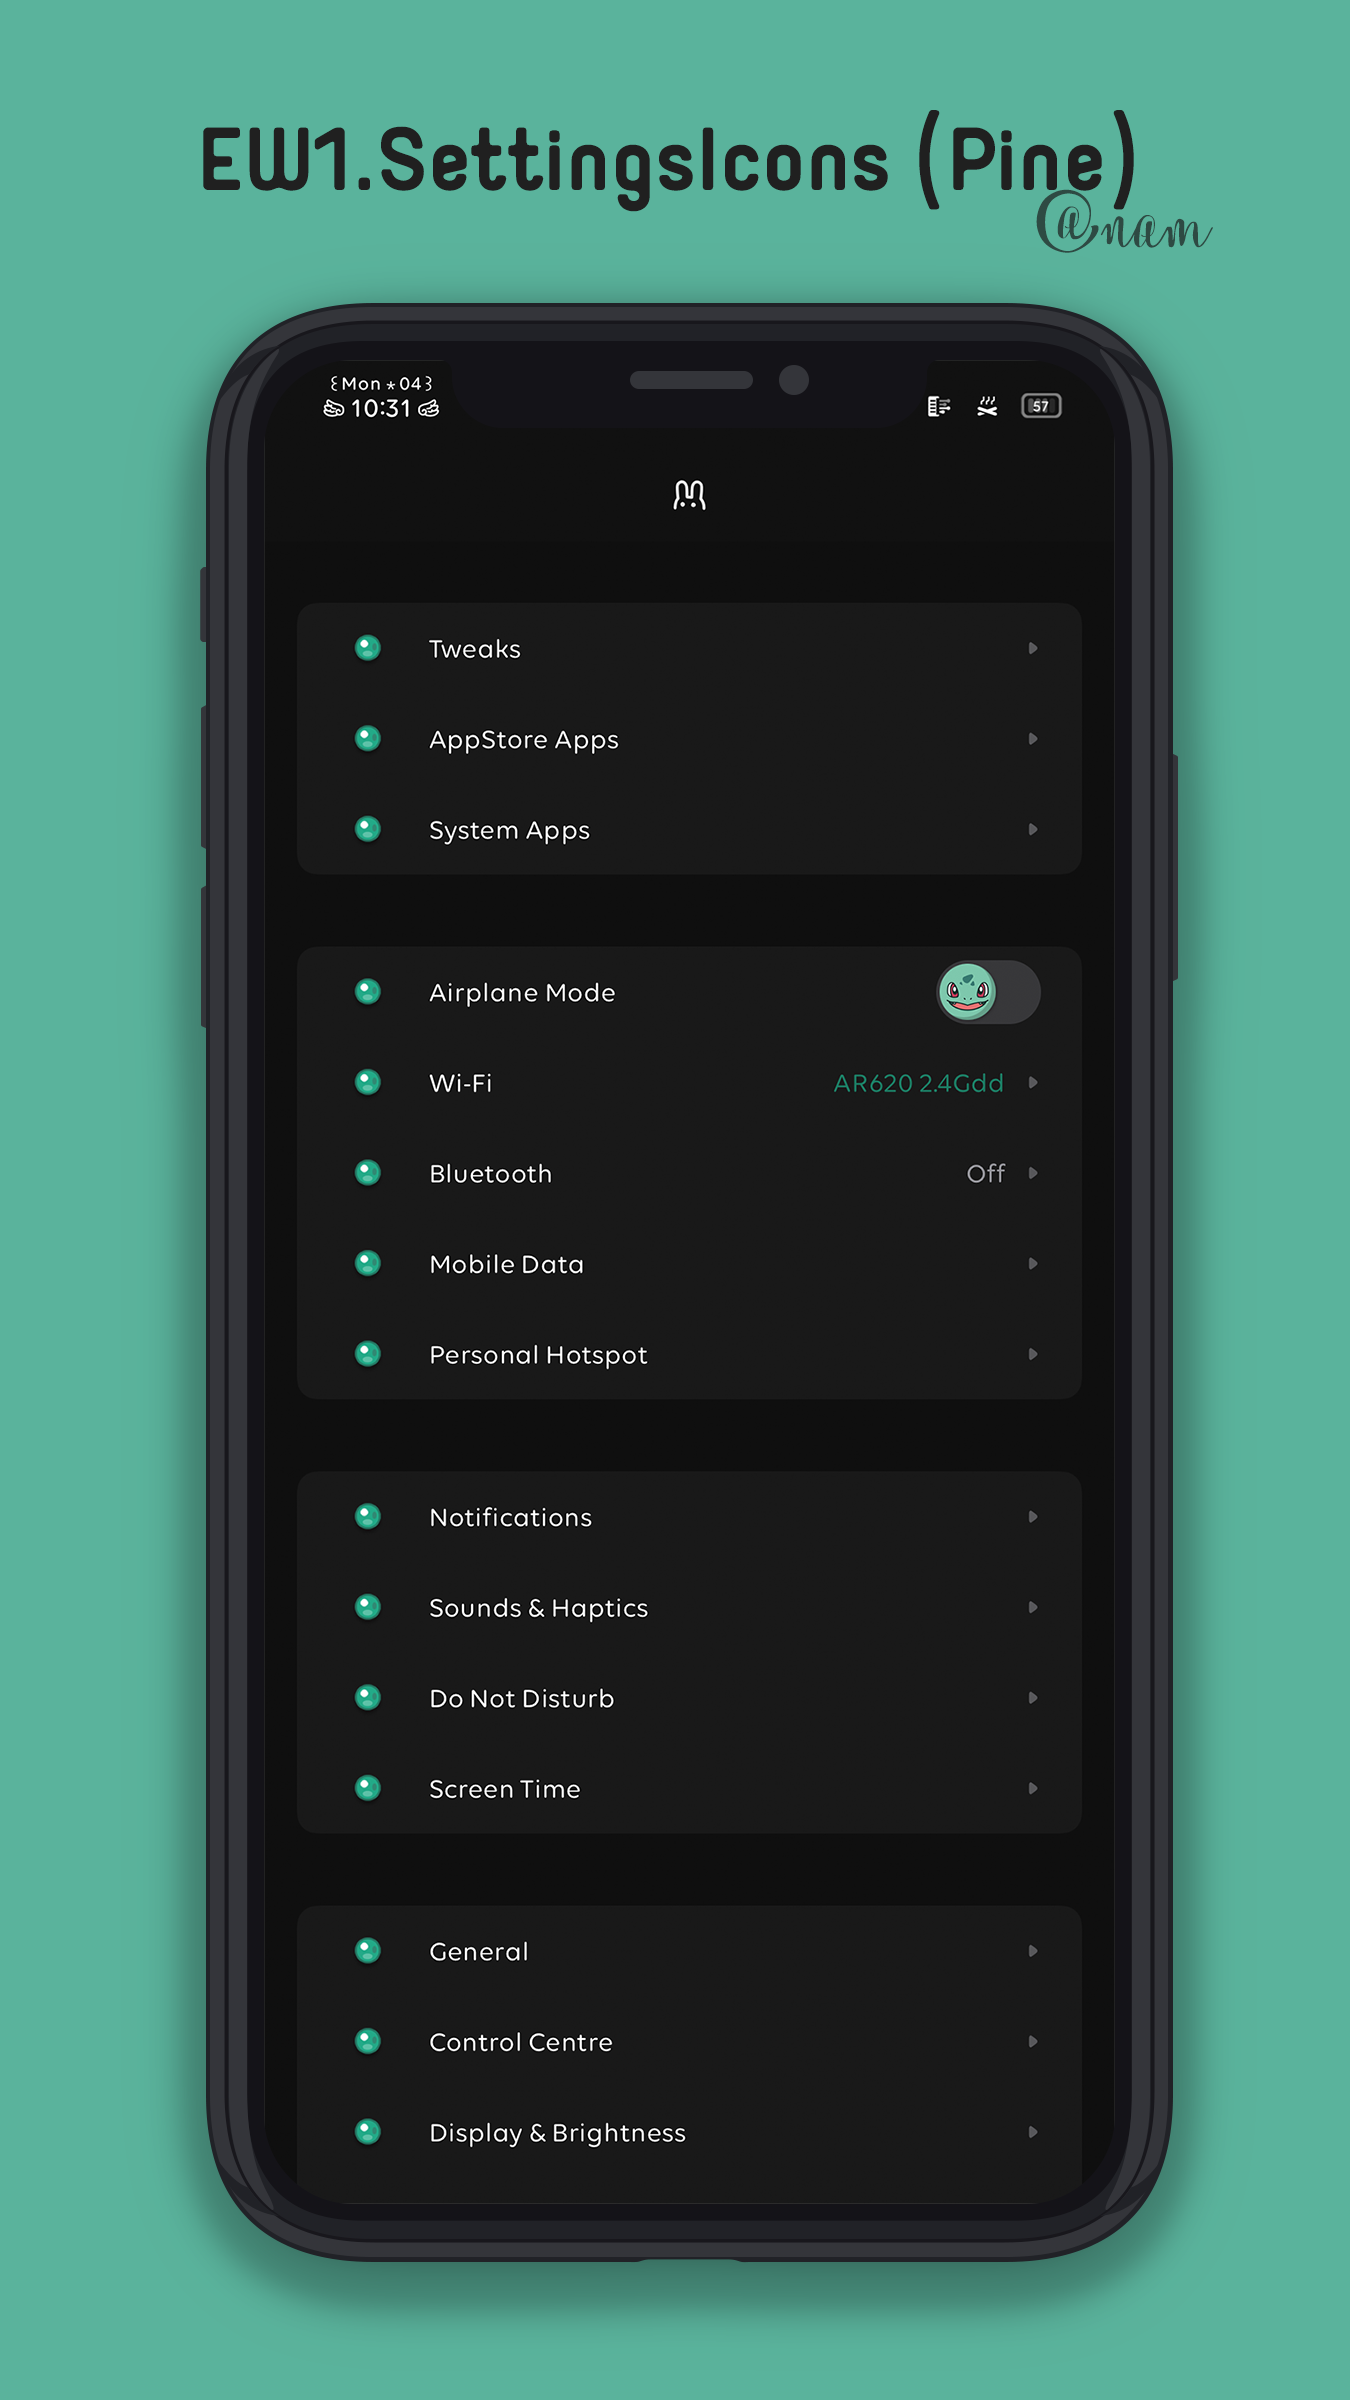 EW1.SettingsIcons (Pine)
@nam
Mon * 04
10:31
57
Tweaks
AppStore Apps
System Apps
Airplane Mode
Wi-Fi AR620 2.4Gdd
Bluetooth Off
Mobile Data
Personal Hotspot
Notifications
Sounds & Haptics
Do Not Disturb
Screen Time
General
Control Centre
Display & Brightness